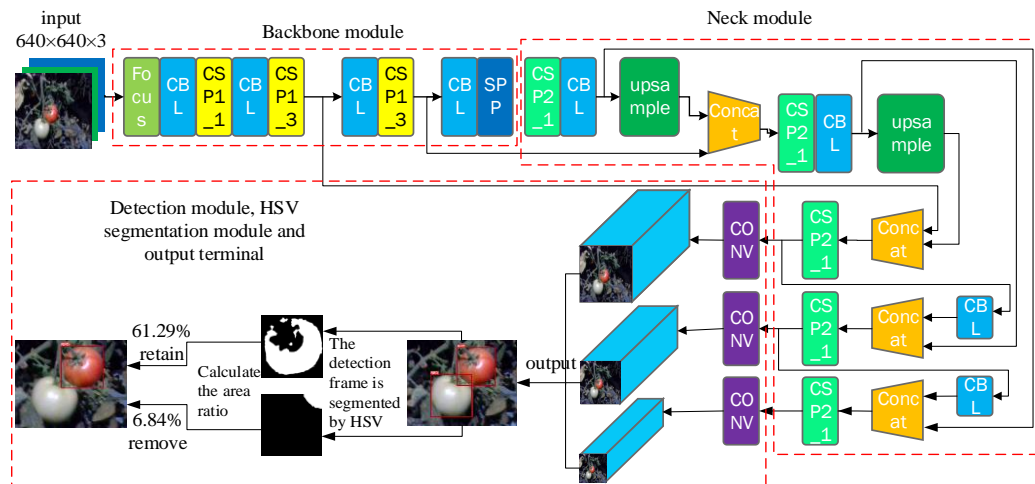 input
640×640×3
Backbone module
Neck module
Fo
cu
s
CB
L
CS
P1
_1
CB
L
CS
P1
_3
CB
L
CS
P1
_3
CB
L
SP
P
CS
P2
_1
CB
L
upsa
mple
Conca
t
CS
P2
_1
CB
L
upsa
mple
Detection module, HSV
segmentation module and
output terminal
CO
NV
CS
P2
_1
Conc
at
CO
NV
CS
P2
_1
Conc
at
CB
L
CO
NV
CS
P2
_1
Conc
at
CB
L
output
The
detection
frame is
segmented
by HSV
Calculate
the area
ratio
61.29%
retain
6.84%
remove